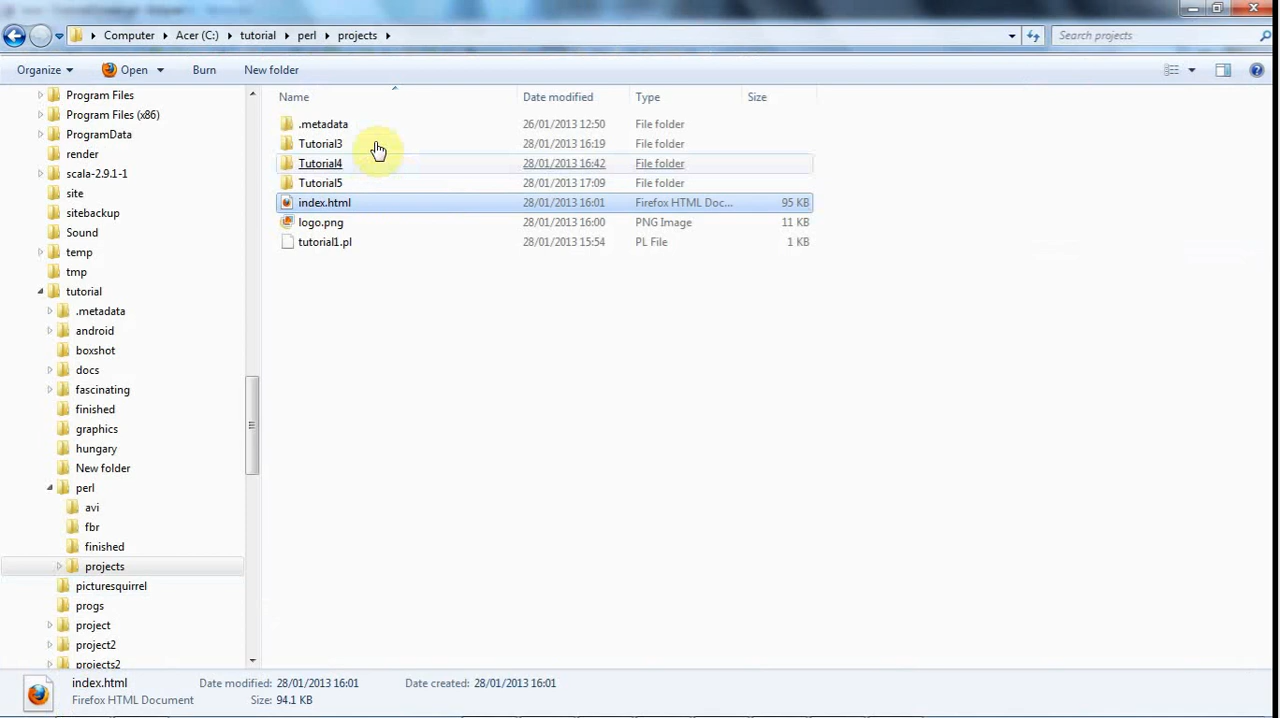 Computer Acer (C:) tutorial perl projects Search projects
Organize Open Burn New folder
Program Files
Program Files (x86)
ProgramData
render
scala-2.9.1-1
site
sitebackup
Sound
temp
tmp
tutorial
.metadata
android
boxshot
docs
fascinating
finished
graphics
hungary
New folder
perl
avi
fbr
finished
projects
picturesquirrel
progs
project
project2
projects2
Name Date modified Type Size
.metadata 26/01/2013 12:50 File folder
Tutorial3 28/01/2013 16:19 File folder
Tutorial4 28/01/2013 16:42 File folder
Tutorial5 28/01/2013 17:09 File folder
index.html 28/01/2013 16:01 Firefox HTML Doc... 95 KB
logo.png 28/01/2013 16:00 PNG Image 11 KB
tutorial1.pl 28/01/2013 15:54 PL File 1 KB
index.html Date modified: 28/01/2013 16:01 Date created: 28/01/2013 16:01
Firefox HTML Document Size: 94.1 KB